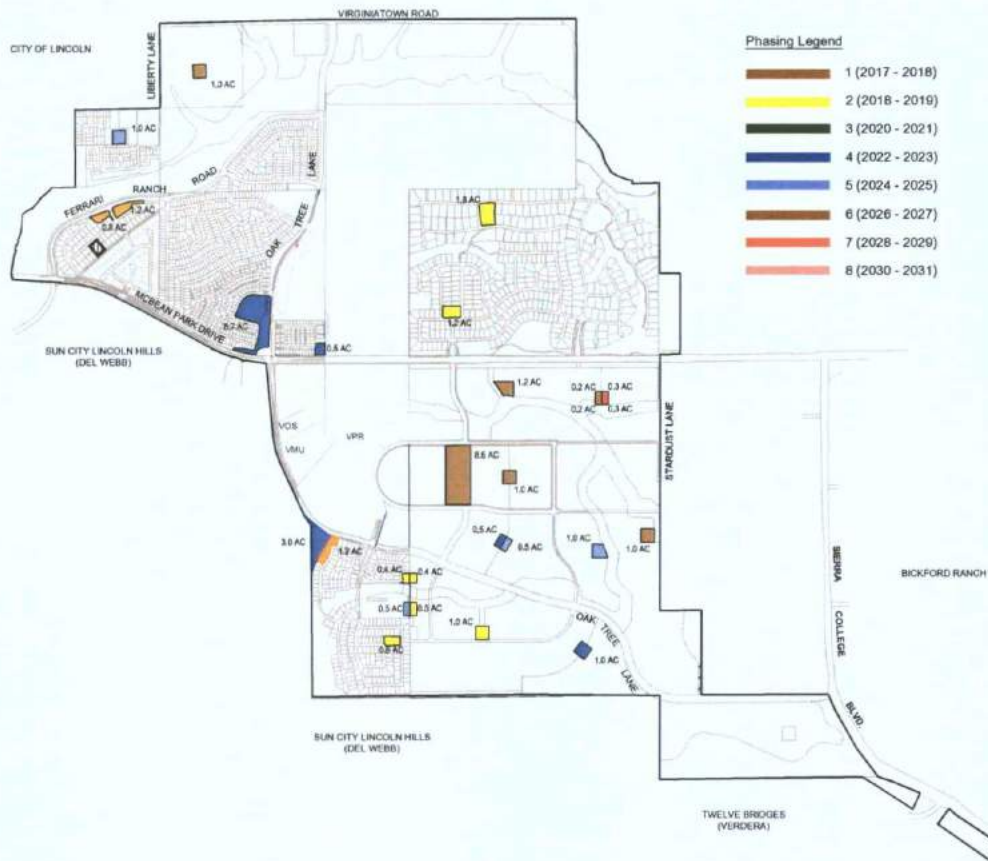 VIRGINIATOWN ROAD
CITY OF LINCOLN
LIBERTY LANE
Phasing Legend
1 (2017 - 2018)
2 (2018 - 2019)
3 (2020 - 2021)
4 (2022 - 2023)
5 (2024 - 2025)
6 (2026 - 2027)
7 (2028 - 2029)
8 (2030 - 2031)
1.0 AC
1.0 AC
FERRARI RANCH ROAD
OAK TREE LANE
1.2 AC
0.8 AC
1.8 AC
1.2 AC
MCBEAN PARK DRIVE
0.5 AC
SUN CITY LINCOLN HILLS
(DEL WEBB)
1.2 AC
0.2 AC
0.3 AC
0.2 AC
0.3 AC
STARDUST LANE
VOS
VMU
VPR
8.6 AC
1.0 AC
3.0 AC
1.2 AC
0.5 AC
0.5 AC
1.0 AC
1.0 AC
0.4 AC
0.4 AC
0.5 AC
0.5 AC
1.0 AC
OAK TREE LANE
1.0 AC
SIERRA COLLEGE BLVD.
BICKFORD RANCH
SUN CITY LINCOLN HILLS
(DEL WEBB)
TWELVE BRIDGES
(VERDERA)